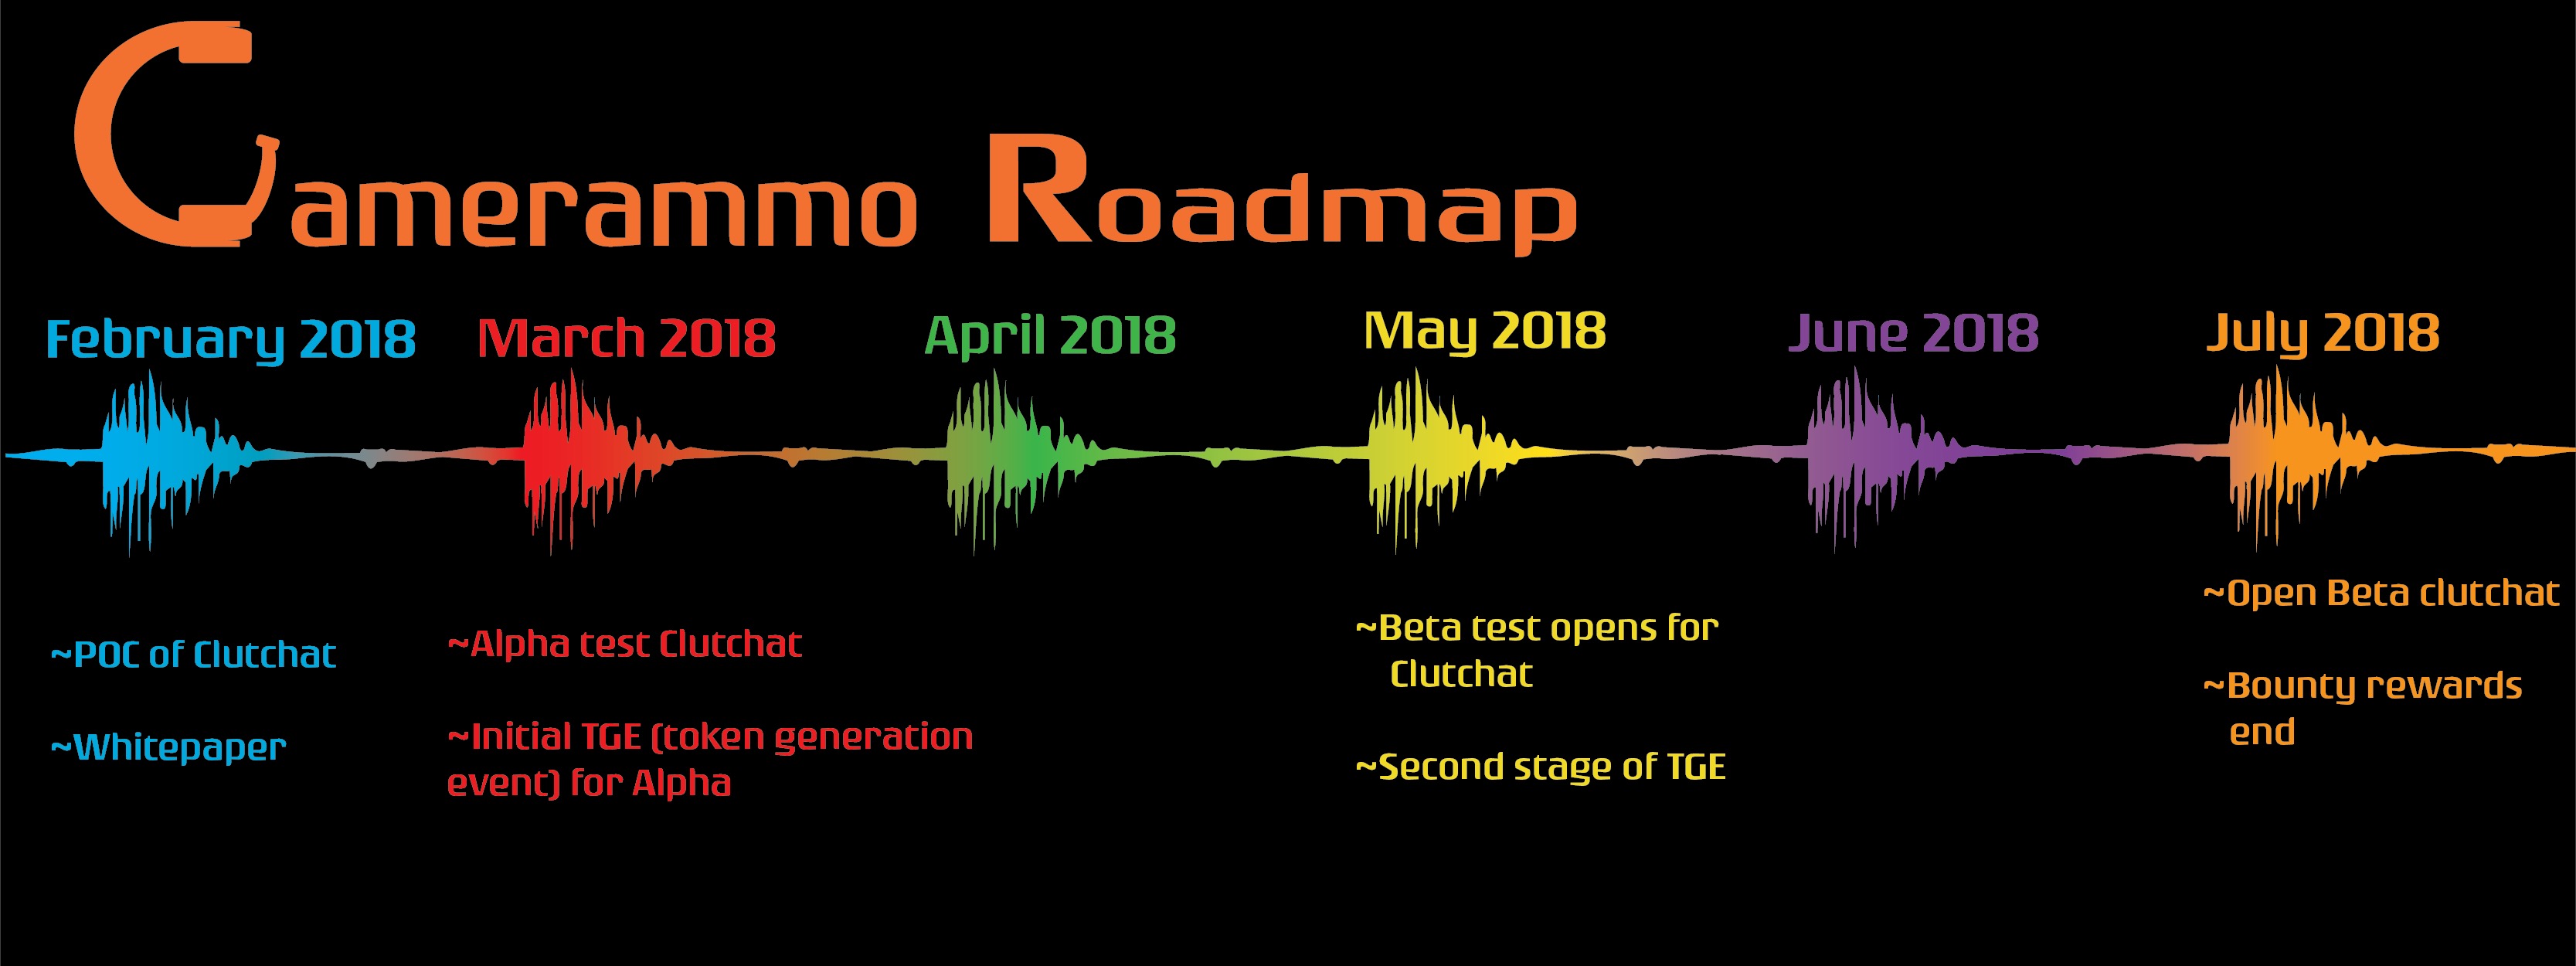 Camerammo Roadmap
February 2018
March 2018
April 2018
May 2018
June 2018
July 2018
~POC of Clutchat
~Whitepaper
~Alpha test Clutchat
~Initial TGE (token generation
event) for Alpha
~Beta test opens for
Clutchat
~Second stage of TGE
~Open Beta clutchat
~Bounty rewards
end